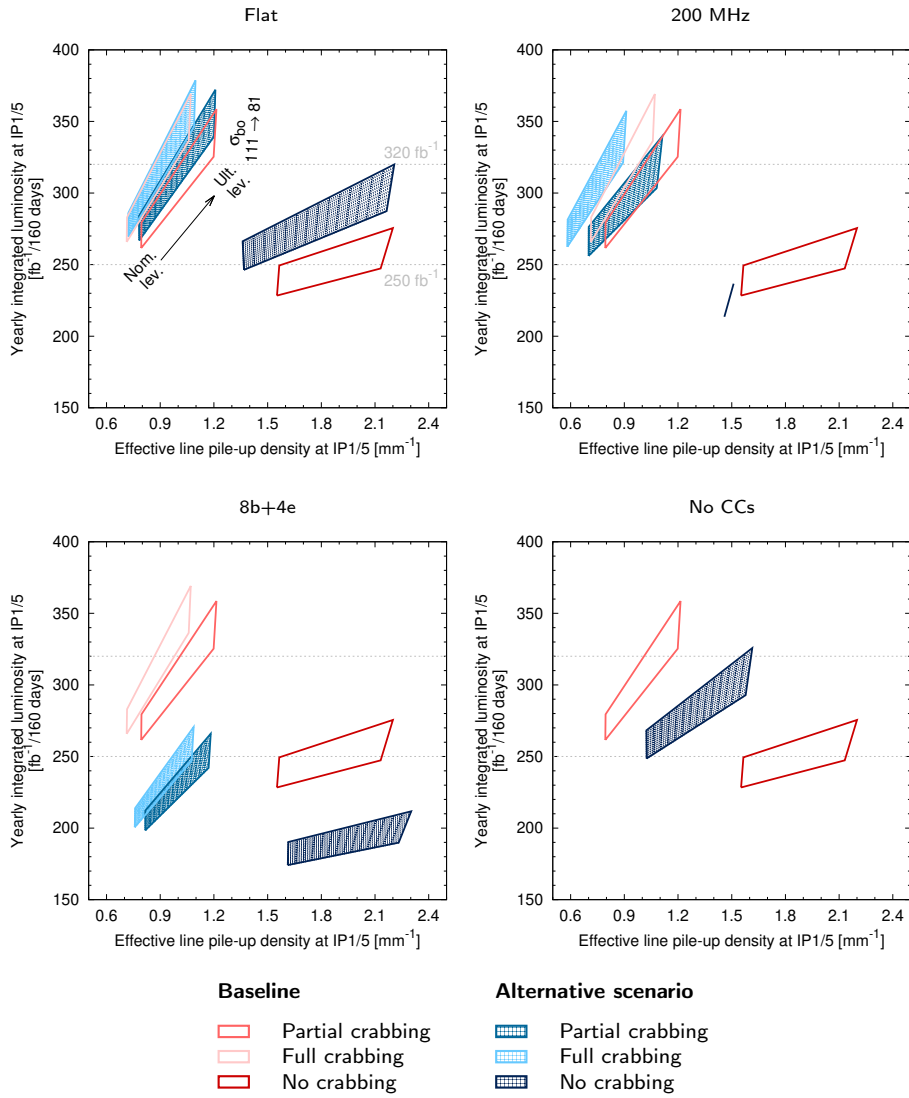 Flat
400
350
300
250
200
150
0.6 0.9 1.2 1.5 1.8 2.1 2.4
Yearly integrated luminosity at IP1/5
[fb⁻¹/160 days]
Effective line pile-up density at IP1/5 [mm⁻¹]
σbo
111 → 81
Ult.
lev.
Nom.
lev.
320 fb⁻¹
250 fb⁻¹
200 MHz
400
350
300
250
200
150
0.6 0.9 1.2 1.5 1.8 2.1 2.4
Yearly integrated luminosity at IP1/5
[fb⁻¹/160 days]
Effective line pile-up density at IP1/5 [mm⁻¹]
8b+4e
400
350
300
250
200
150
0.6 0.9 1.2 1.5 1.8 2.1 2.4
Yearly integrated luminosity at IP1/5
[fb⁻¹/160 days]
Effective line pile-up density at IP1/5 [mm⁻¹]
No CCs
400
350
300
250
200
150
0.6 0.9 1.2 1.5 1.8 2.1 2.4
Yearly integrated luminosity at IP1/5
[fb⁻¹/160 days]
Effective line pile-up density at IP1/5 [mm⁻¹]
Baseline
Partial crabbing
Full crabbing
No crabbing
Alternative scenario
Partial crabbing
Full crabbing
No crabbing